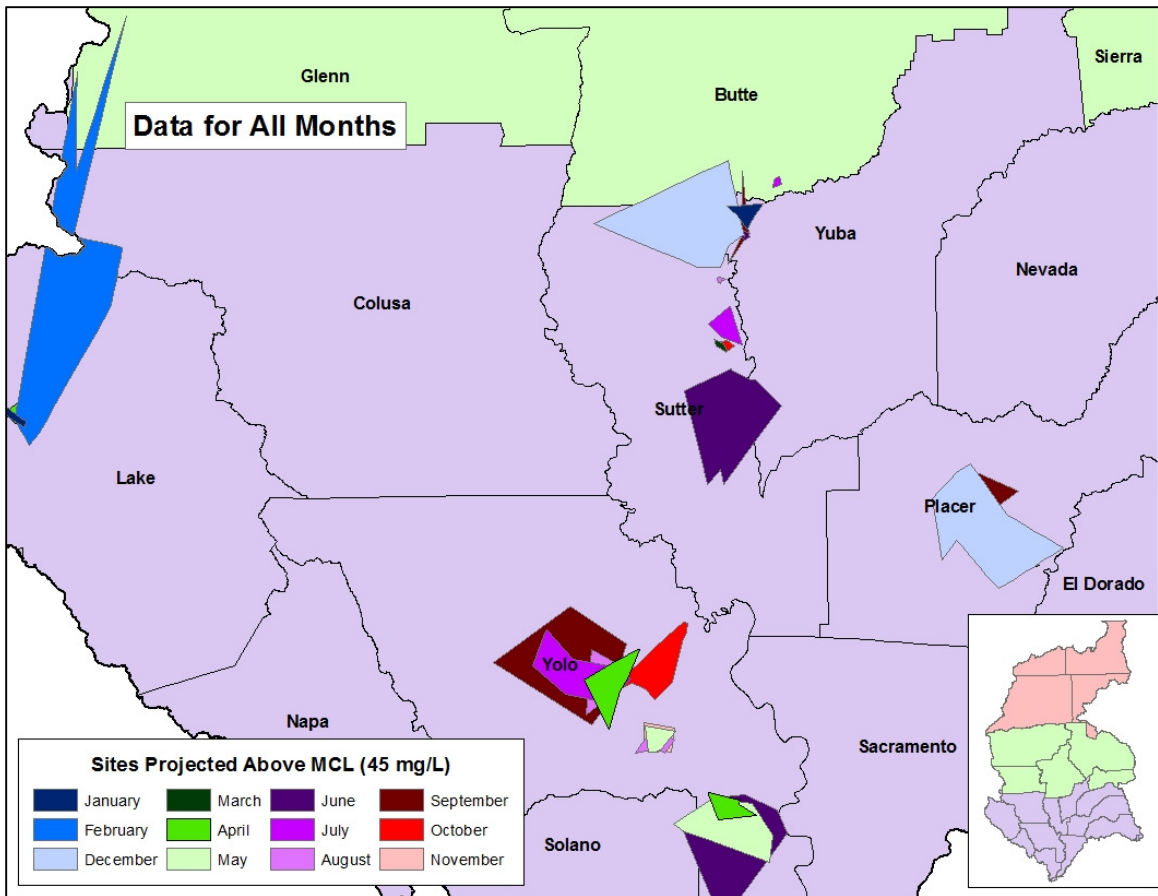 Glenn
Sierra
Butte
Data for All Months
Yuba
Nevada
Colusa
Sutter
Lake
Placer
El Dorado
Yolo
Napa
Sacramento
Solano
Sites Projected Above MCL (45 mg/L)
January March June September
February April July October
December May August November